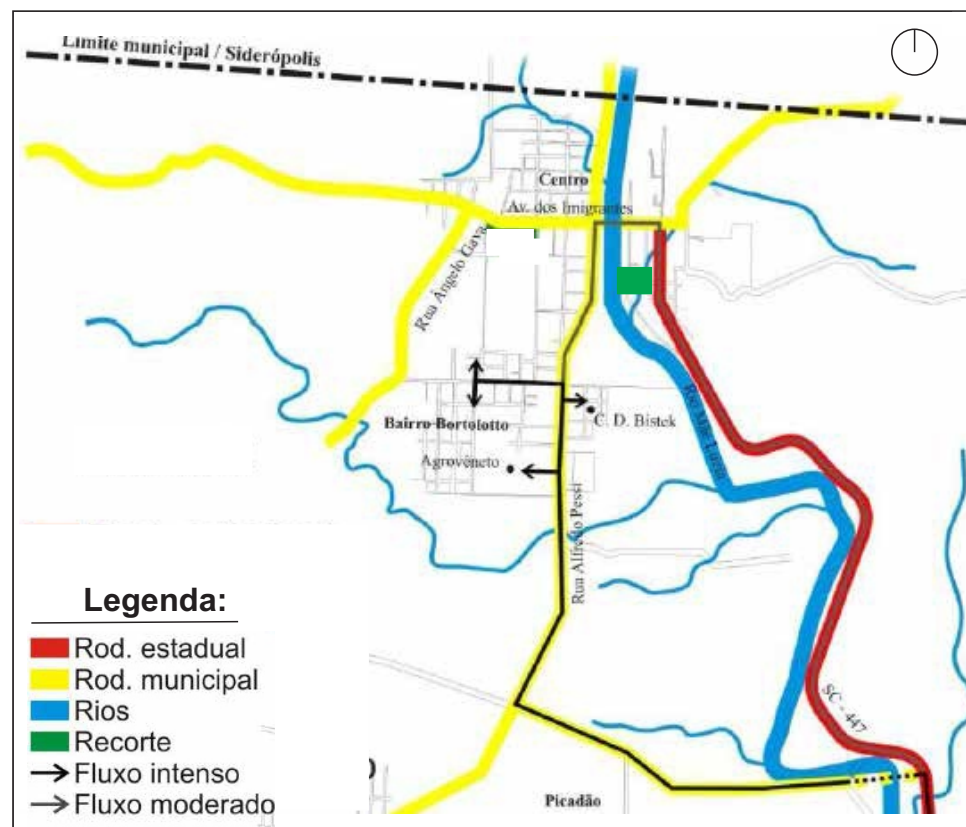 Limite municipal / Siderópolis
Centro
Av. dos Imigrantes
Rua Ângelo Gava
Bairro Bortolotto
C. D. Bistek
Agrovêneto
Rua Alfredo Pessi
Rio Mãe Luzia
SC - 447
Picadão
Legenda:
Rod. estadual
Rod. municipal
Rios
Recorte
Fluxo intenso
Fluxo moderado